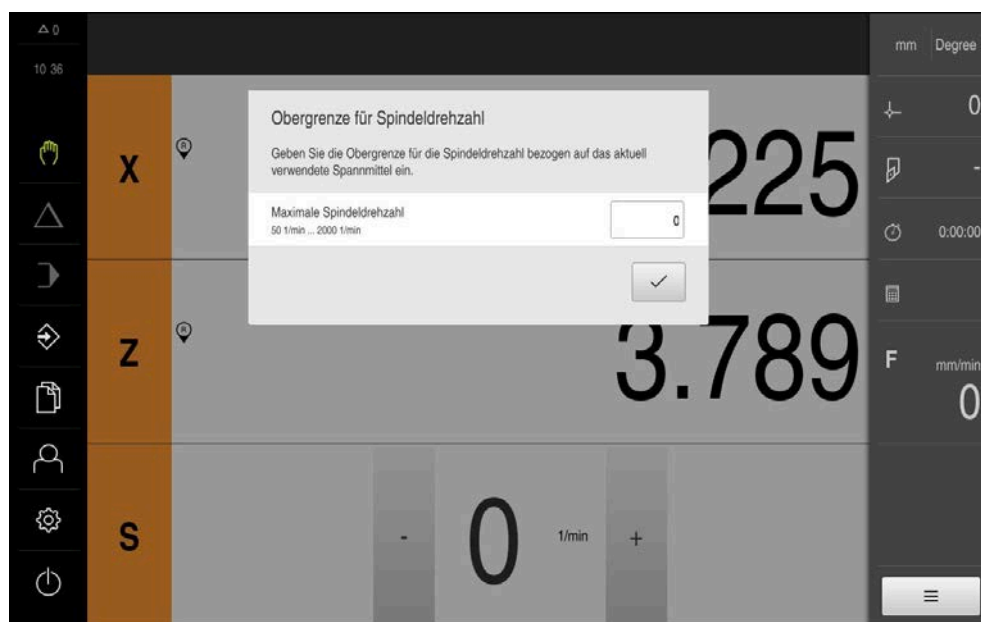 0
10 36
mm Degree
Obergrenze für Spindeldrehzahl
Geben Sie die Obergrenze für die Spindeldrehzahl bezogen auf das aktuell
verwendete Spannmittel ein.
Maximale Spindeldrehzahl
50 1/min ... 2000 1/min
0
X
R
225
Z
R
3.789
S
-
0
1/min
+
0
-
0:00:00
F
mm/min
0